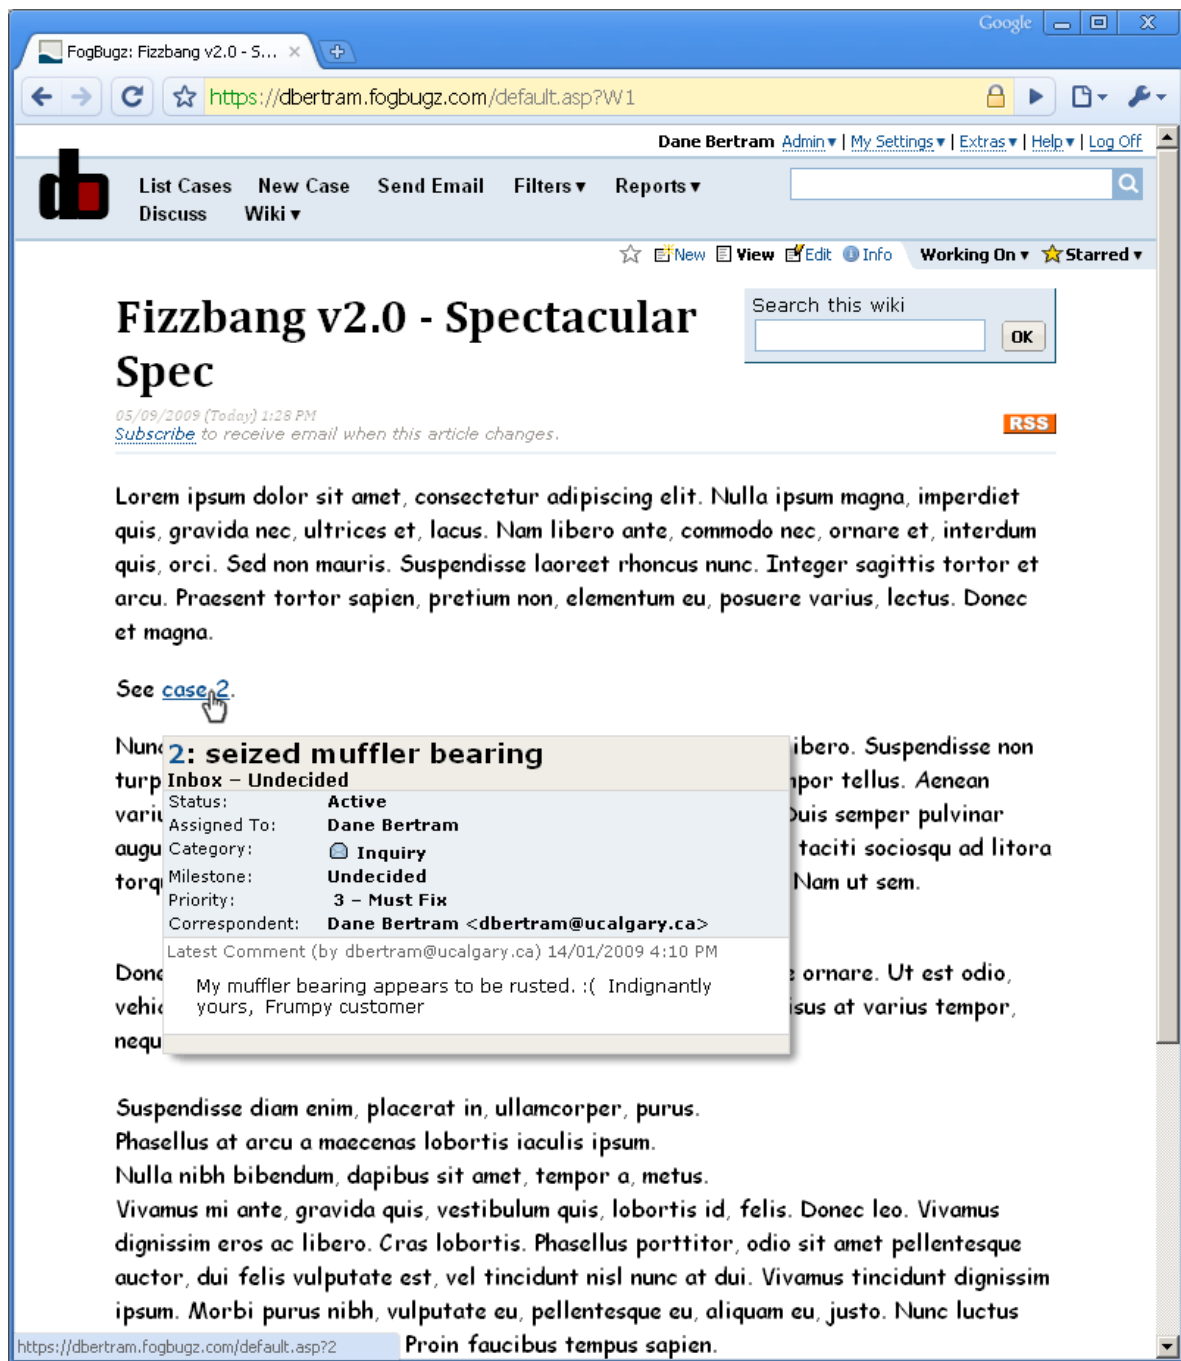 Google
FogBugz: Fizzbang v2.0 - S...
https://dbertram.fogbugz.com/default.asp?W1
Dane Bertram Admin | My Settings | Extras | Help | Log Off
db
List Cases New Case Send Email Filters Reports
Discuss Wiki
New View Edit Info Working On Starred
Fizzbang v2.0 - Spectacular
Spec
Search this wiki
OK
05/09/2009 (Today) 1:28 PM
Subscribe to receive email when this article changes.
RSS
Lorem ipsum dolor sit amet, consectetur adipiscing elit. Nulla ipsum magna, imperdiet
quis, gravida nec, ultrices et, lacus. Nam libero ante, commodo nec, ornare et, interdum
quis, orci. Sed non mauris. Suspendisse laoreet rhoncus nunc. Integer sagittis tortor et
arcu. Praesent tortor sapien, pretium non, elementum eu, posuere varius, lectus. Donec
et magna.
See case 2.
2: seized muffler bearing
Inbox – Undecided
Status: Active
Assigned To: Dane Bertram
Category: Inquiry
Milestone: Undecided
Priority: 3 – Must Fix
Correspondent: Dane Bertram <dbertram@ucalgary.ca>
Latest Comment (by dbertram@ucalgary.ca) 14/01/2009 4:10 PM
My muffler bearing appears to be rusted. :( Indignantly
yours, Frumpy customer
Nunc ibero. Suspendisse non
turp por tellus. Aenean
variu Duis semper pulvinar
augu taciti sociosqu ad litora
torq Nam ut sem.
Done e ornare. Ut est odio,
vehic isus at varius tempor,
nequ
Suspendisse diam enim, placerat in, ullamcorper, purus.
Phasellus at arcu a maecenas lobortis iaculis ipsum.
Nulla nibh bibendum, dapibus sit amet, tempor a, metus.
Vivamus mi ante, gravida quis, vestibulum quis, lobortis id, felis. Donec leo. Vivamus
dignissim eros ac libero. Cras lobortis. Phasellus porttitor, odio sit amet pellentesque
auctor, dui felis vulputate est, vel tincidunt nisl nunc at dui. Vivamus tincidunt dignissim
ipsum. Morbi purus nibh, vulputate eu, pellentesque eu, aliquam eu, justo. Nunc luctus
Proin faucibus tempus sapien.
https://dbertram.fogbugz.com/default.asp?2